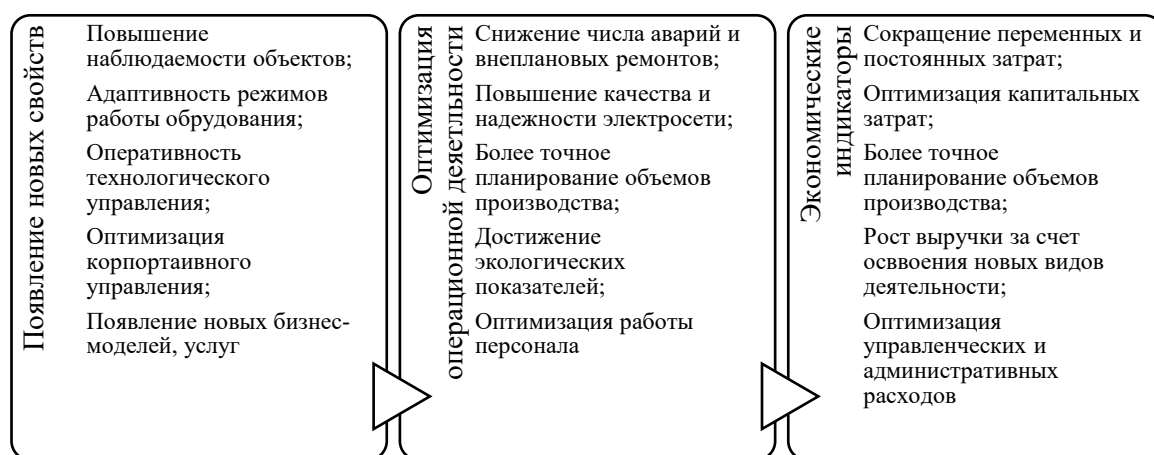 Появление новых свойств
Повышение
наблюдаемости объектов;
Адаптивность режимов
работы обрудования;
Оперативность
технологического
управления;
Оптимизация
корпортаивного
управления;
Появление новых бизнес-
моделей, услуг
Оптимизация
операционной деяетльности
Снижение числа аварий и
внеплановых ремонтов;
Повышение качества и
надежности электросети;
Более точное
планирование объемов
производства;
Достижение
экологических
показателей;
Оптимизация работы
персонала
Экономические
индикаторы
Сокращение переменных и
постоянных затрат;
Оптимизация капитальных
затрат;
Более точное
планирование объемов
производства;
Рост выручки за счет
осввоения новых видов
деятельности;
Оптимизация
управленческих и
административных
расходов